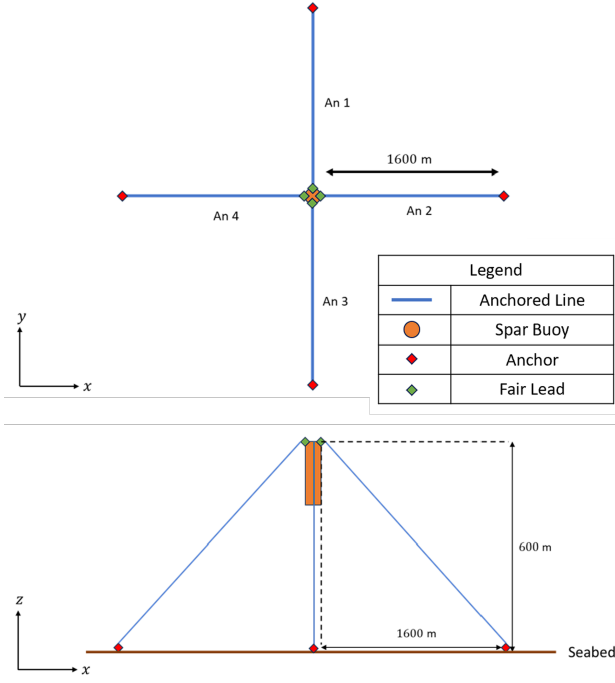 An 1
1600 m
An 4
An 2
An 3
Legend
Anchored Line
Spar Buoy
Anchor
Fair Lead
y
x
600 m
z
1600 m
Seabed
x